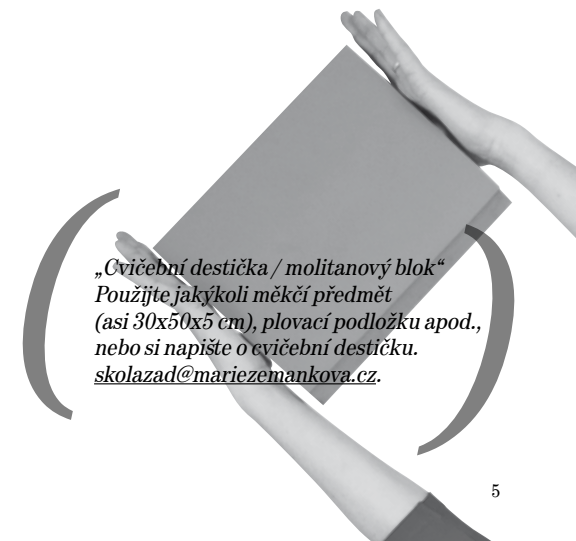 „Cvičební destička / molitanový blok“
Použijte jakýkoli měkčí předmět
(asi 30x50x5 cm), plovací podložku apod.,
nebo si napište o cvičební destičku.
skolazad@mariezemankova.cz.
5